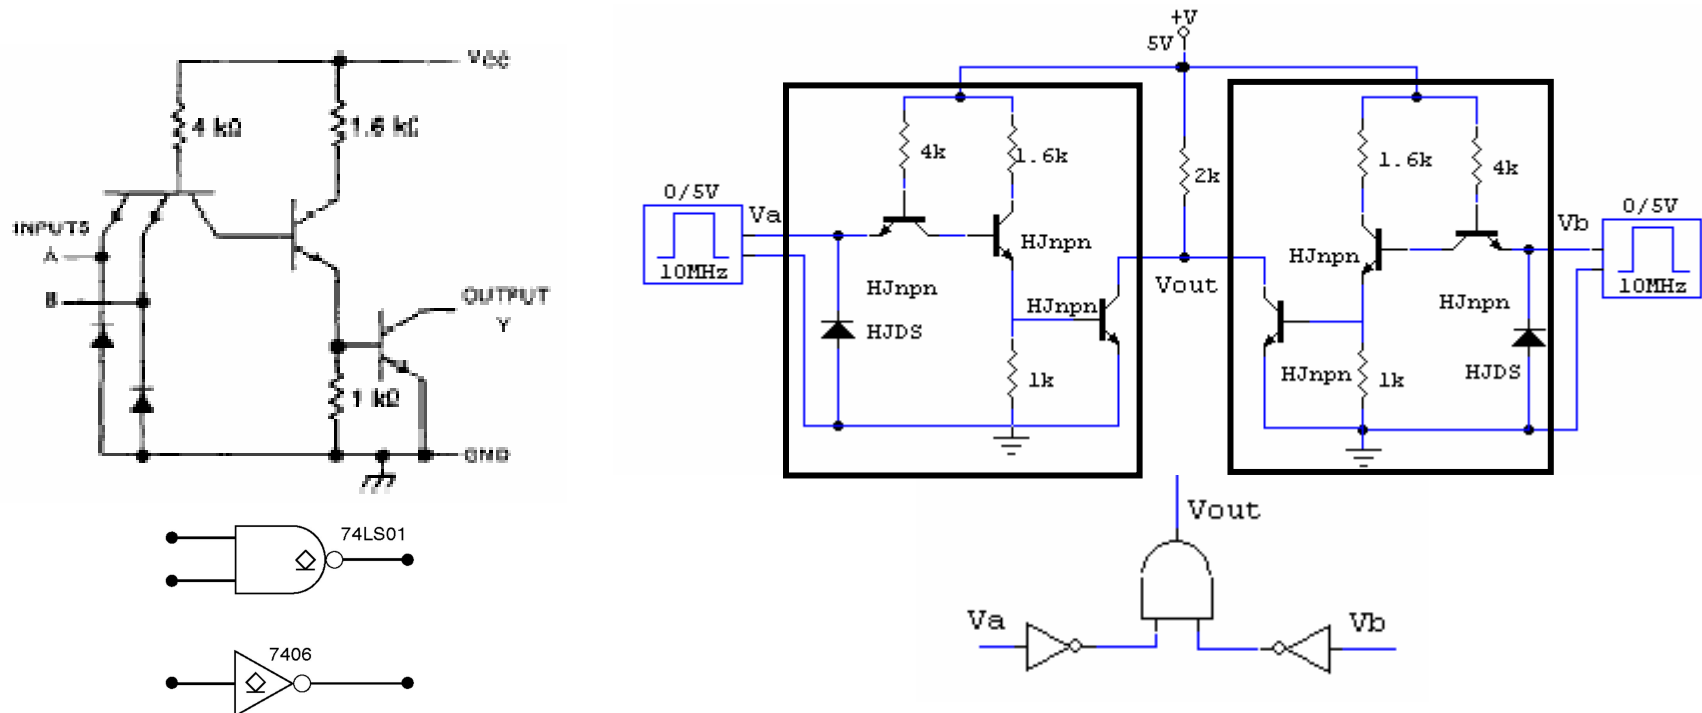 Vcc
4 kΩ
1.6 kΩ
INPUTS
A
B
OUTPUT
Y
1 kΩ
GND
74LS01
7406
+V
5V
0/5V
Va
10MHz
4k
1.6k
HJnpn
HJnpn
HJnpn
HJDS
1k
2k
Vout
1.6k
4k
HJnpn
HJnpn
HJnpn
1k
HJDS
Vb
0/5V
10MHz
Vout
Va
Vb